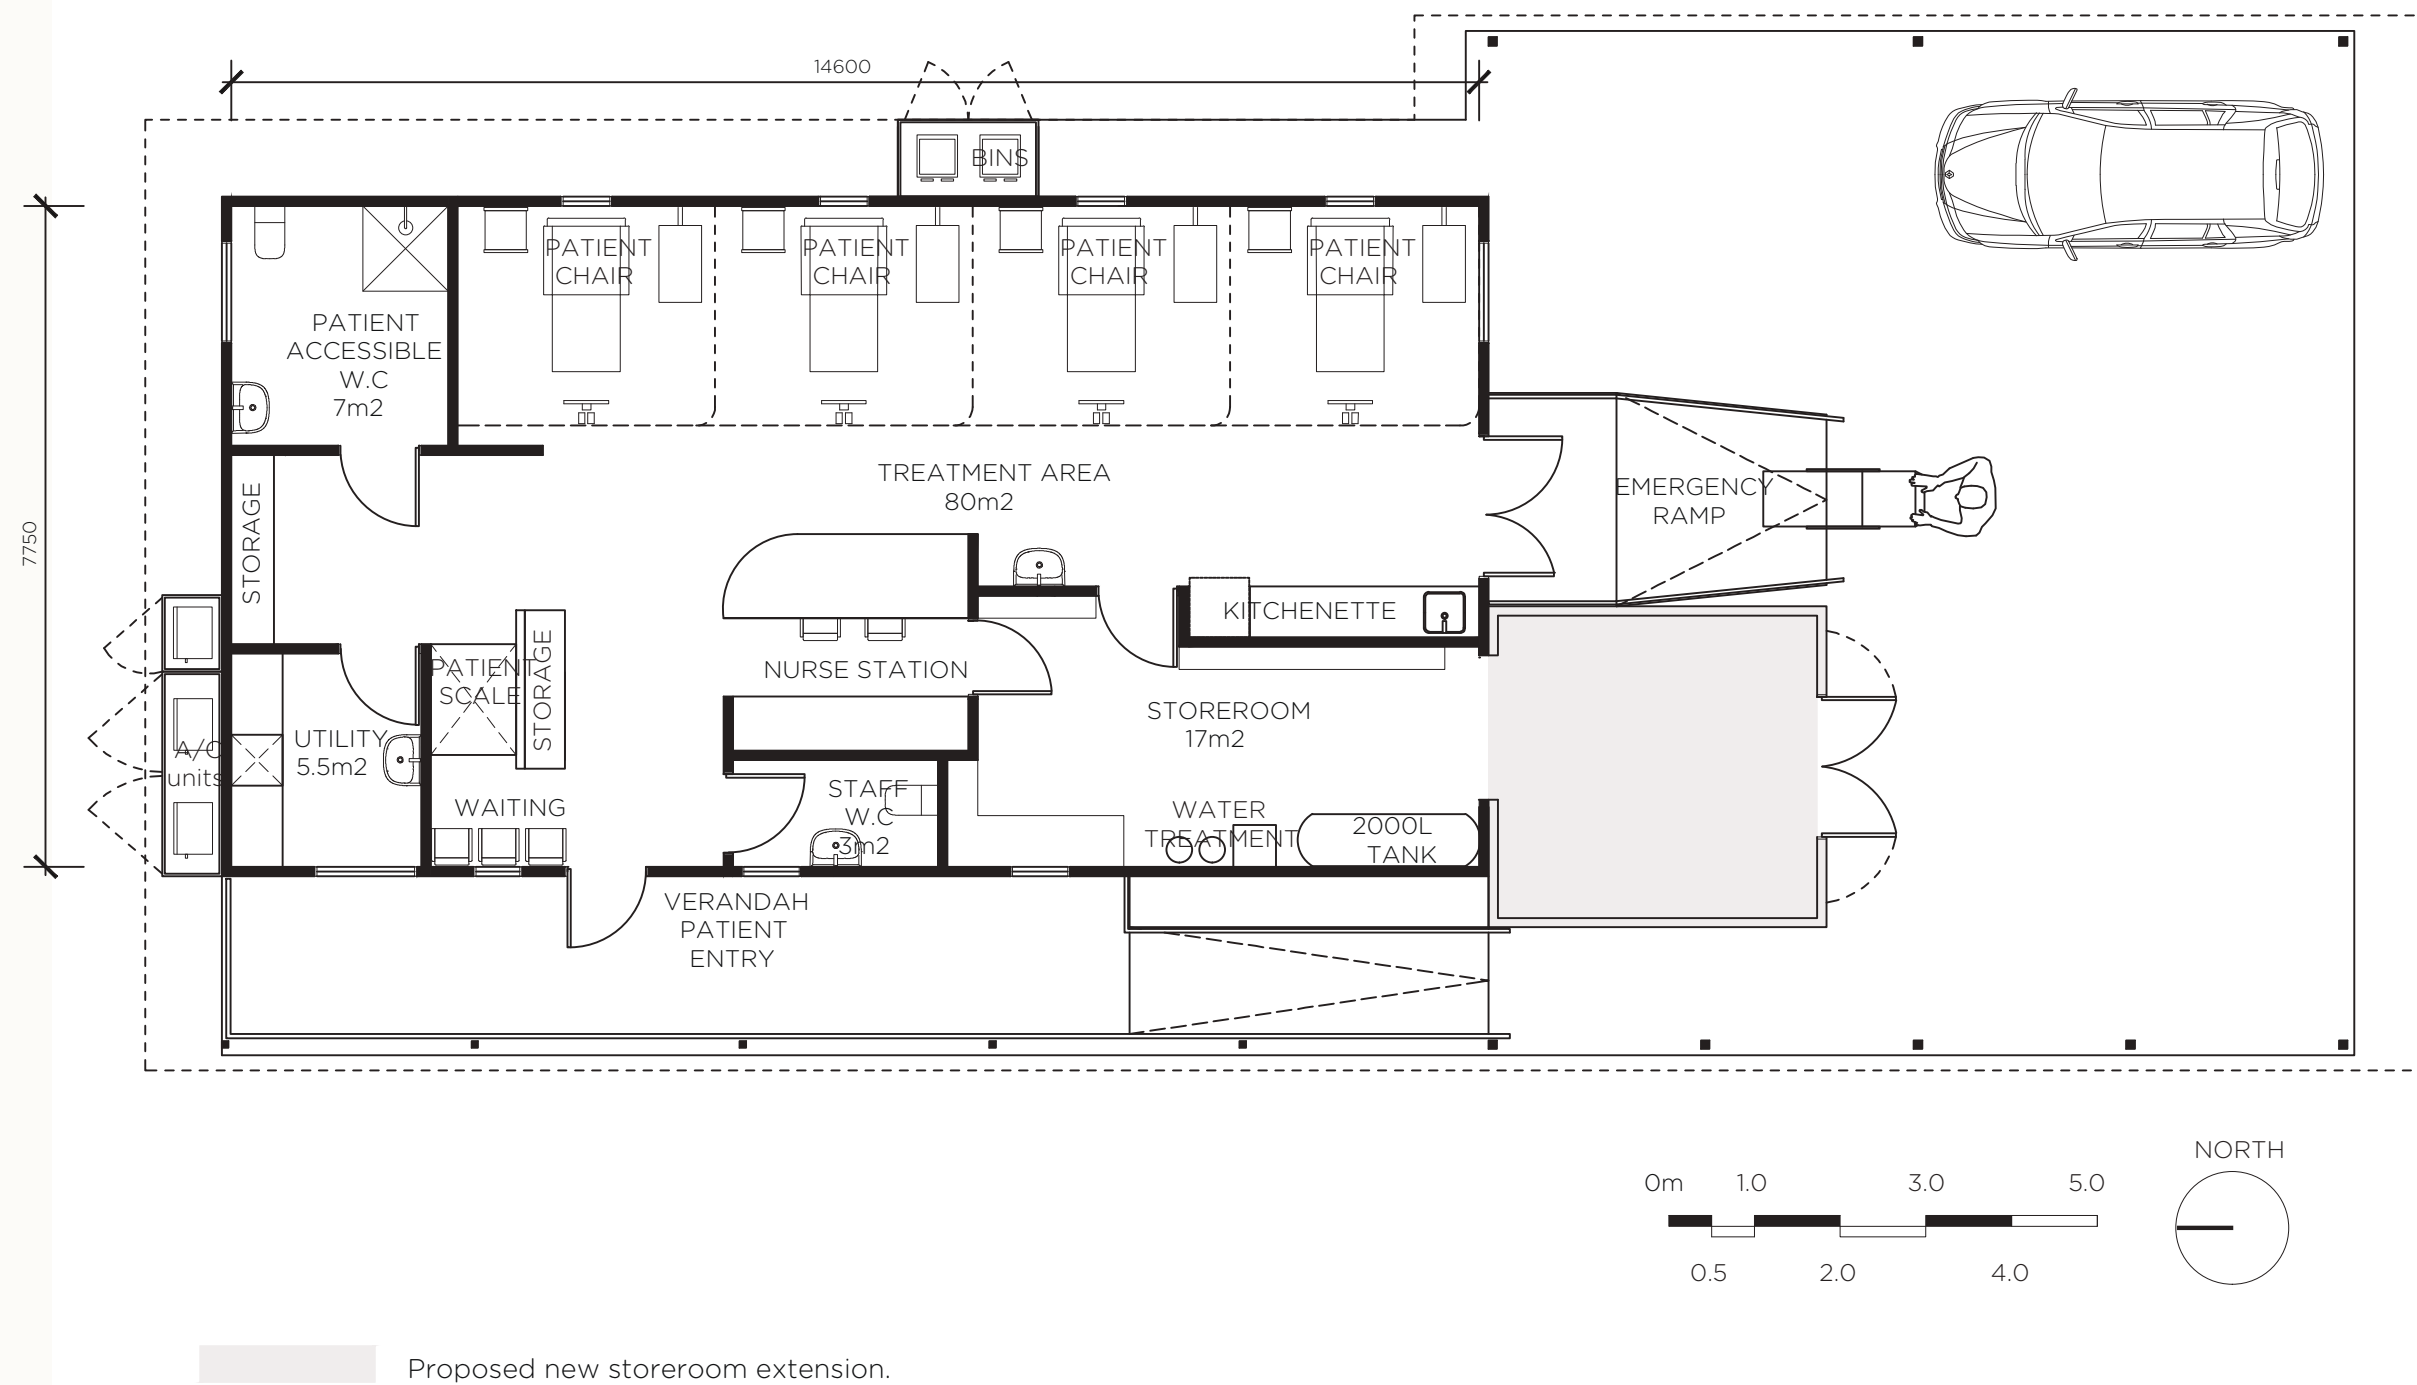 14600
BINS
PATIENT
CHAIR
PATIENT
CHAIR
PATIENT
CHAIR
PATIENT
CHAIR
PATIENT
ACCESSIBLE
W.C
7m2
7750
STORAGE
TREATMENT AREA
80m2
EMERGENCY
RAMP
KITCHENETTE
PATIENT
SCALE
STORAGE
NURSE STATION
STOREROOM
17m2
A/C
units
UTILITY
5.5m2
WAITING
STAFF
W.C
3m2
WATER
TREATMENT
2000L
TANK
VERANDAH
PATIENT
ENTRY
NORTH
0m 1.0 3.0 5.0
0.5 2.0 4.0
Proposed new storeroom extension.